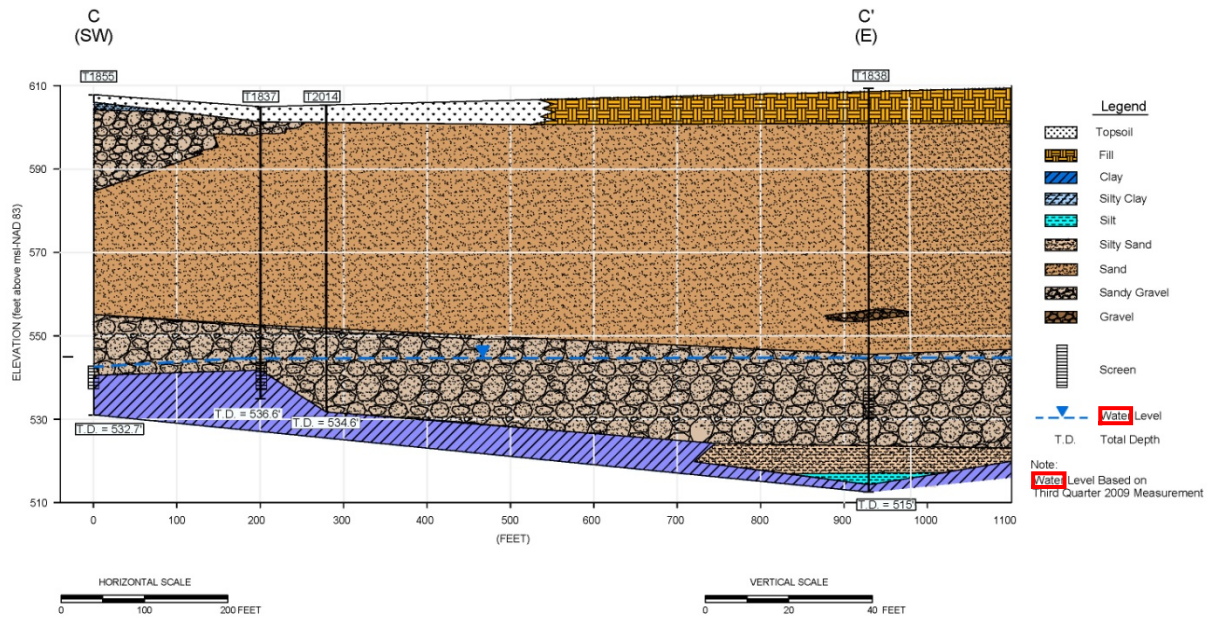 C
(SW)
C'
(E)
T1855
T1837
T2014
T1838
610
590
570
550
530
510
ELEVATION (feet above msl-NAD 83)
T.D. = 532.7'
T.D. = 536.6'
T.D. = 534.6'
T.D. = 515'
0 100 200 300 400 500 600 700 800 900 1000 1100
(FEET)
Legend
Topsoil
Fill
Clay
Silty Clay
Silt
Silty Sand
Sand
Sandy Gravel
Gravel
Screen
Water Level
T.D. Total Depth
Note:
Water Level Based on
Third Quarter 2009 Measurement
HORIZONTAL SCALE
0 100 200 FEET
VERTICAL SCALE
0 20 40 FEET